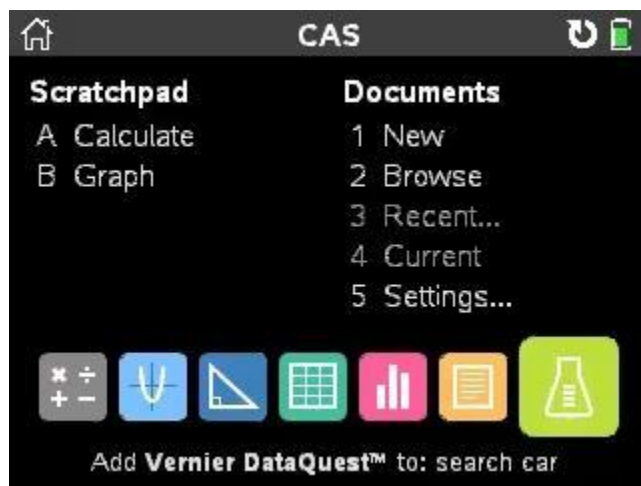 CAS
Scratchpad
A Calculate
B Graph
Documents
1 New
2 Browse
3 Recent...
4 Current
5 Settings...
Add Vernier DataQuest™ to: search car